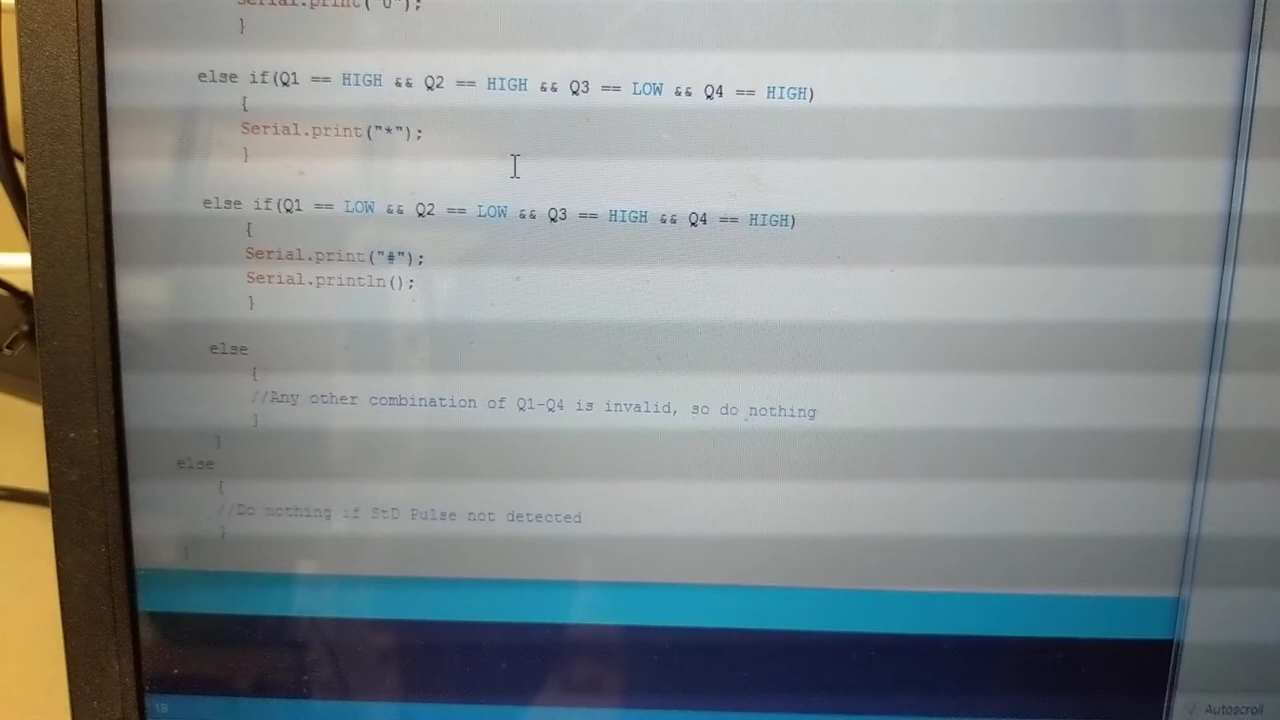 Serial.print("0");
}
else if(Q1 == HIGH && Q2 == HIGH && Q3 == LOW && Q4 == HIGH)
{
Serial.print("*");
}
else if(Q1 == LOW && Q2 == LOW && Q3 == HIGH && Q4 == HIGH)
{
Serial.print("#");
Serial.println();
}
else
{
//Any other combination of Q1-Q4 is invalid, so do nothing
}
}
else
{
//Do nothing if StD Pulse not detected
}
}
18
Autoscroll